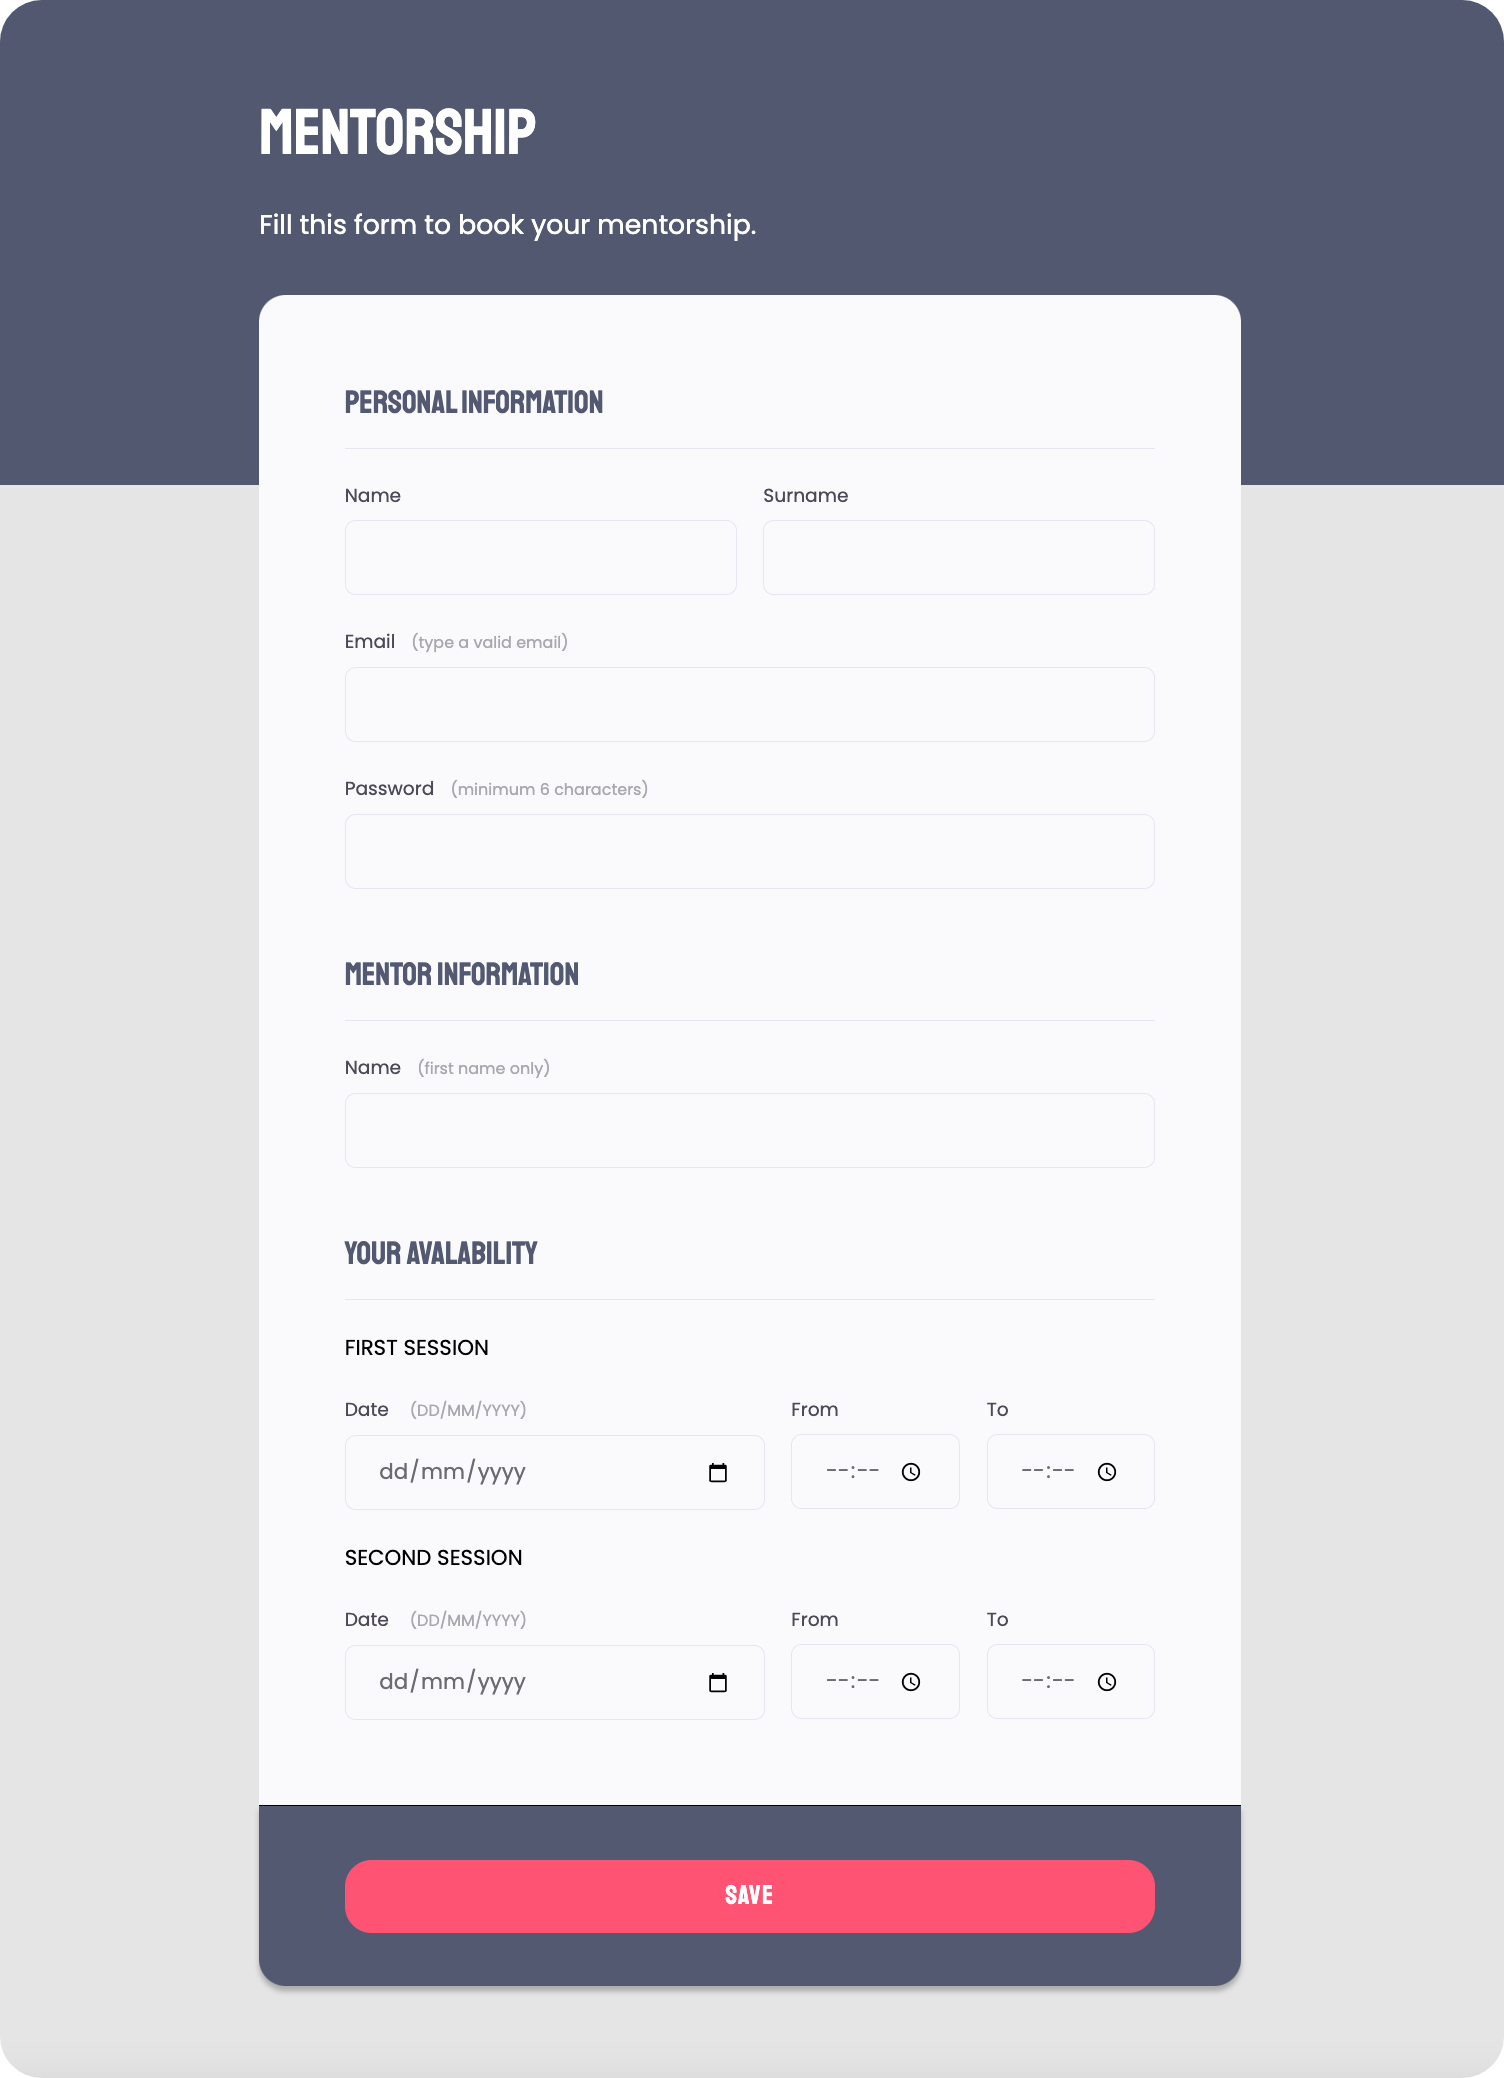 MENTORSHIP
Fill this form to book your mentorship.
PERSONAL INFORMATION
Name Surname
Email (type a valid email)
Password (minimum 6 characters)
MENTOR INFORMATION
Name (first name only)
YOUR AVALABILITY
FIRST SESSION
Date (DD/MM/YYYY) From To
dd/mm/yyyy --:-- --:--
SECOND SESSION
Date (DD/MM/YYYY) From To
dd/mm/yyyy --:-- --:--
SAVE